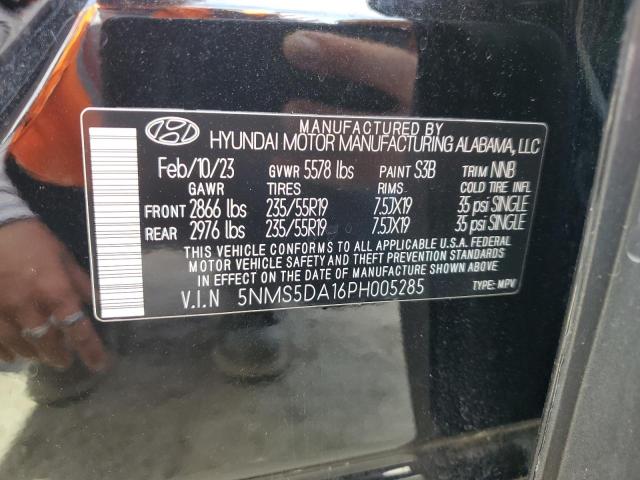 MANUFACTURED BY
HYUNDAI MOTOR MANUFACTURING ALABAMA, LLC
Feb/10/23 GVWR 5578 lbs PAINT S3B TRIM NNB
GAWR TIRES RIMS COLD TIRE INFL
FRONT 2866 lbs 235/55R19 7.5JX19 35 psi SINGLE
REAR 2976 lbs 235/55R19 7.5JX19 35 psi SINGLE
THIS VEHICLE CONFORMS TO ALL APPLICABLE U.S.A. FEDERAL
MOTOR VEHICLE SAFETY AND THEFT PREVENTION STANDARDS
IN EFFECT ON THE DATE OF MANUFACTURE SHOWN ABOVE.
V.I.N 5NMS5DA16PH005285 TYPE: MPV